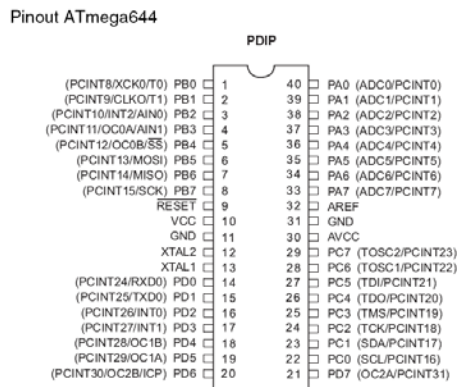 Pinout ATmega644
PDIP
(PCINT8/XCK0/T0) PB0 1 40 PA0 (ADC0/PCINT0)
(PCINT9/CLKO/T1) PB1 2 39 PA1 (ADC1/PCINT1)
(PCINT10/INT2/AIN0) PB2 3 38 PA2 (ADC2/PCINT2)
(PCINT11/OC0A/AIN1) PB3 4 37 PA3 (ADC3/PCINT3)
(PCINT12/OC0B/SS) PB4 5 36 PA4 (ADC4/PCINT4)
(PCINT13/MOSI) PB5 6 35 PA5 (ADC5/PCINT5)
(PCINT14/MISO) PB6 7 34 PA6 (ADC6/PCINT6)
(PCINT15/SCK) PB7 8 33 PA7 (ADC7/PCINT7)
RESET 9 32 AREF
VCC 10 31 GND
GND 11 30 AVCC
XTAL2 12 29 PC7 (TOSC2/PCINT23)
XTAL1 13 28 PC6 (TOSC1/PCINT22)
(PCINT24/RXD0) PD0 14 27 PC5 (TDI/PCINT21)
(PCINT25/TXD0) PD1 15 26 PC4 (TDO/PCINT20)
(PCINT26/INT0) PD2 16 25 PC3 (TMS/PCINT19)
(PCINT27/INT1) PD3 17 24 PC2 (TCK/PCINT18)
(PCINT28/OC1B) PD4 18 23 PC1 (SDA/PCINT17)
(PCINT29/OC1A) PD5 19 22 PC0 (SCL/PCINT16)
(PCINT30/OC2B/ICP) PD6 20 21 PD7 (OC2A/PCINT31)